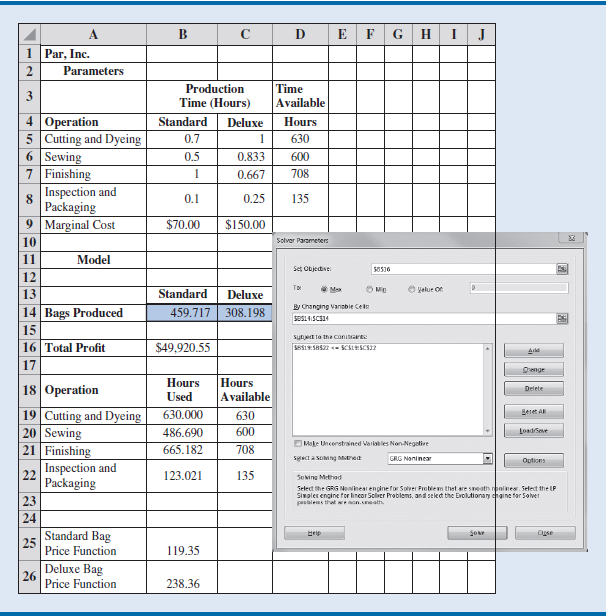 A B C D E F G H I J
1 Par, Inc.
2 Parameters
3 Production Time (Hours) Time Available
4 Operation Standard Deluxe Hours
5 Cutting and Dyeing 0.7 1 630
6 Sewing 0.5 0.833 600
7 Finishing 1 0.667 708
8 Inspection and Packaging 0.1 0.25 135
9 Marginal Cost $70.00 $150.00
10
11 Model
12
13 Standard Deluxe
14 Bags Produced 459.717 308.198
15
16 Total Profit $49,920.55
17
18 Operation Hours Used Hours Available
19 Cutting and Dyeing 630.000 630
20 Sewing 486.690 600
21 Finishing 665.182 708
22 Inspection and Packaging 123.021 135
23
24
25 Standard Bag Price Function 119.35
26 Deluxe Bag Price Function 238.36
Solver Parameters
Set Objective: $B$16
To: Max Min Value Of: 0
By Changing Variable Cells:
$B$14:$C$14
Subject to the Constraints:
$B$19:$B$22 <= $C$19:$C$22
Add
Change
Delete
Reset All
Load/Save
Make Unconstrained Variables Non-Negative
Select a Solving Method: GRG Nonlinear Options
Solving Method
Select the GRG Nonlinear engine for Solver Problems that are smooth nonlinear. Select the LP
Simplex engine for linear Solver Problems, and select the Evolutionary engine for Solver
problems that are non-smooth.
Help Solve Close